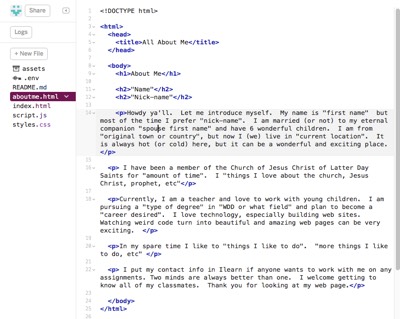 Share
Logs
+ New File
assets
.env
README.md
aboutme.html
index.html
script.js
styles.css
1 <!DOCTYPE html>
2
3 <html>
4 <head>
5 <title>All About Me</title>
6 </head>
7
8 <body>
9 <h1>About Me</h1>
10
11 <h2>"Name"</h2>
12 <h2>"Nick-name"</h2>
13
14 <p>Howdy ya'll. Let me introduce myself. My name is "first name" but
most of the time I prefer "nick-name". I am married (or not) to my eternal
companion "spouse first name" and have 6 wonderful children. I am from
"original town or country", but now I (we) live in "current location". It
is always hot (or cold) here, but it can be a wonderful and exciting place.
</p>
15
16 <p> I have been a member of the Church of Jesus Christ of Latter Day
Saints for "amount of time". I "things I love about the church, Jesus
Christ, prophet, etc"</p>
17
18 <p>Currently, I am a teacher and love to work with young children. I am
pursuing a "type of degree" in "WDD or what field" and plan to become a
"career desired". I love technology, especially building web sites.
Watching weird code turn into beautiful and amazing web pages can be very
exciting. </p>
19
20 <p>In my spare time I like to "things I like to do". "more things I like
to do, etc" </p>
21
22 <p> I put my contact info in Ilearn if anyone wants to work with me on any
assignments. Two minds are always better than one. I welcome getting to
know all of my classmates. Thank you for looking at my web page.</p>
23
24 </body>
25 </html>
26